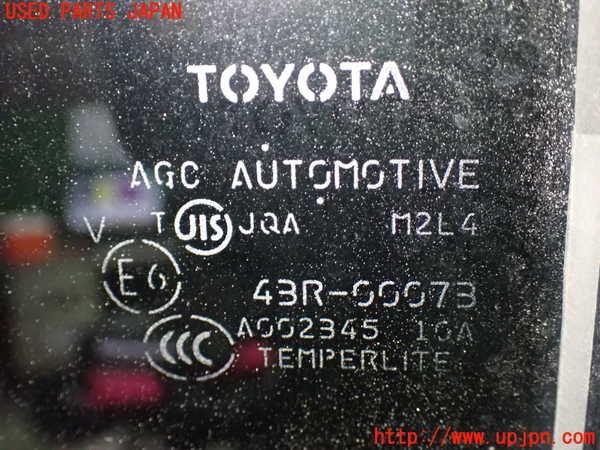 USED PARTS JAPAN
TOYOTA
AGC AUTOMOTIVE
V T JIS JQA M2L4
E6 43R-00073
CCC A002345 10A
TEMPERLITE
http://www.upjpn.com/